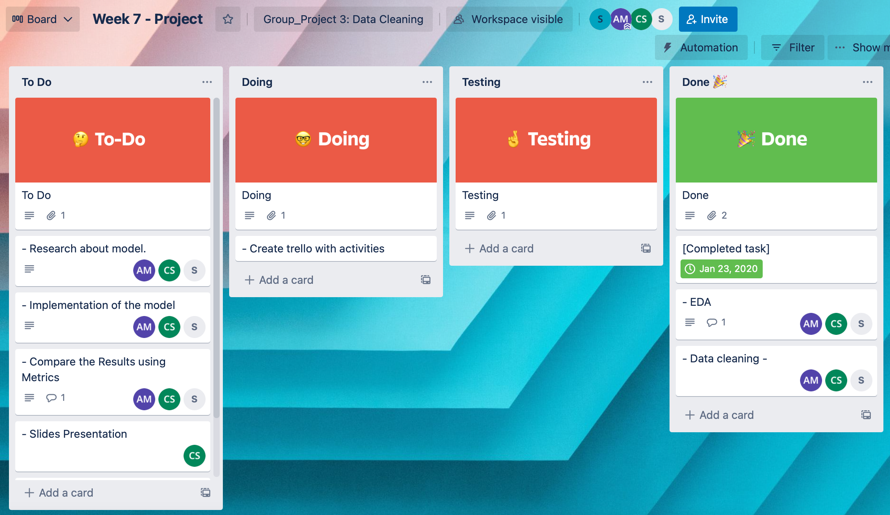 Board
Week 7 - Project
Group_Project 3: Data Cleaning
Workspace visible
S
AM
CS
S
Invite
Automation
Filter
Show
To Do
To-Do
To Do
1
- Research about model.
AM CS S
- Implementation of the model
AM CS S
- Compare the Results using
Metrics
1
AM CS S
- Slides Presentation
CS
+ Add a card
Doing
Doing
Doing
1
- Create trello with activities
+ Add a card
Testing
Testing
Testing
1
+ Add a card
Done
Done
Done
2
[Completed task]
Jan 23, 2020
- EDA
1
AM CS S
- Data cleaning -
AM CS S
+ Add a card